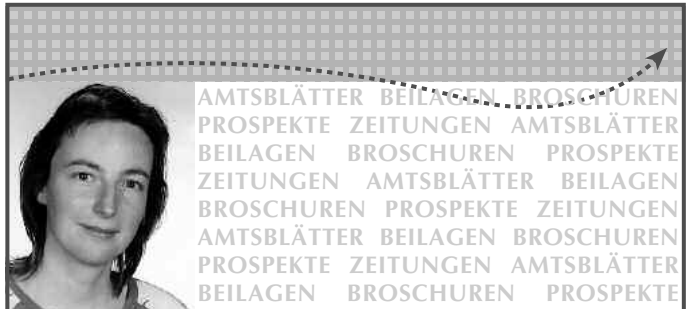 AMTSBLÄTTER BEILAGEN BROSCHUREN
PROSPEKTE ZEITUNGEN AMTSBLÄTTER
BEILAGEN BROSCHUREN PROSPEKTE
ZEITUNGEN AMTSBLÄTTER BEILAGEN
BROSCHUREN PROSPEKTE ZEITUNGEN
AMTSBLÄTTER BEILAGEN BROSCHUREN
PROSPEKTE ZEITUNGEN AMTSBLÄTTER
BEILAGEN BROSCHUREN PROSPEKTE